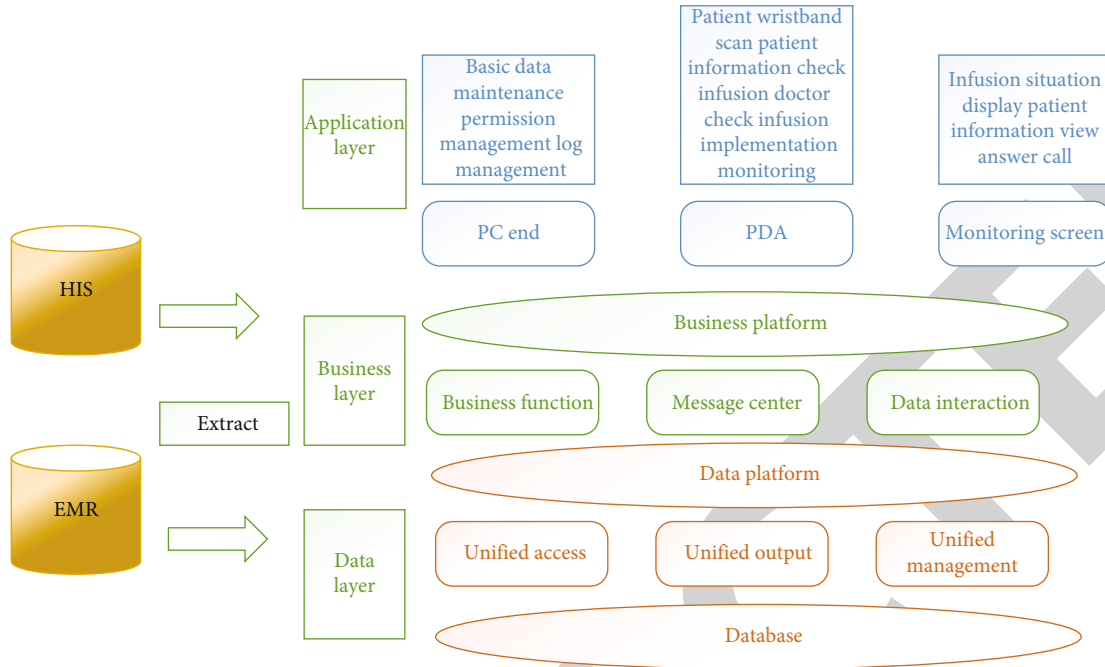 Application
layer
Basic data
maintenance
permission
management log
management
Patient wristband
scan patient
information check
infusion doctor
check infusion
implementation
monitoring
Infusion situation
display patient
information view
answer call
PC end
PDA
Monitoring screen
HIS
Business platform
Business
layer
Business function
Message center
Data interaction
Extract
EMR
Data platform
Data
layer
Unified access
Unified output
Unified
management
Database